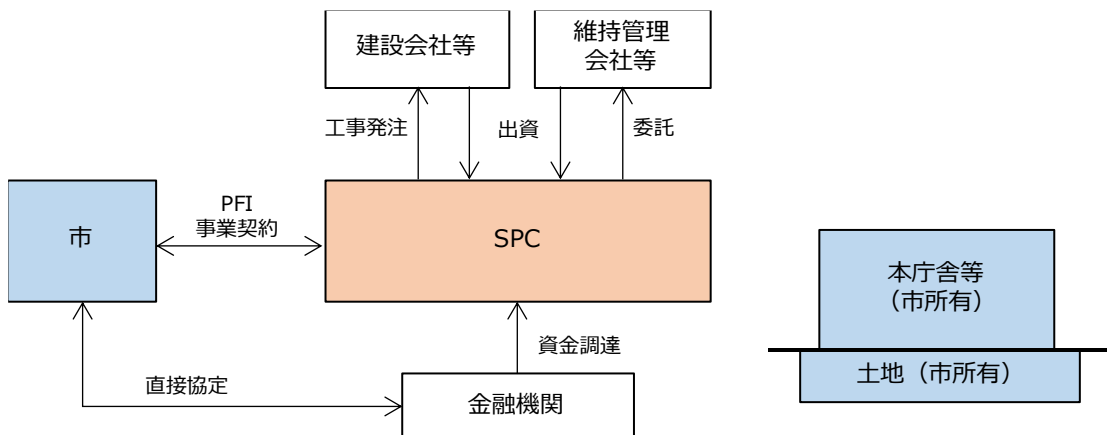 建設会社等
維持管理
会社等
工事発注
出資
委託
市
PFI
事業契約
SPC
本庁舎等
（市所有）
資金調達
土地（市所有）
直接協定
金融機関